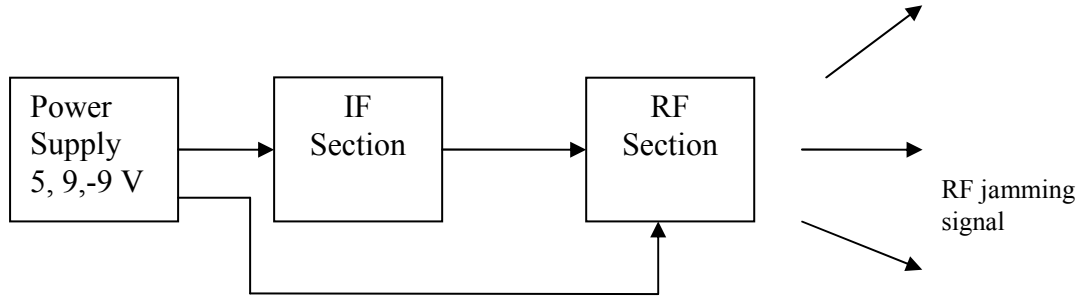 Power
Supply
5, 9,-9 V
IF
Section
RF
Section
RF jamming
signal